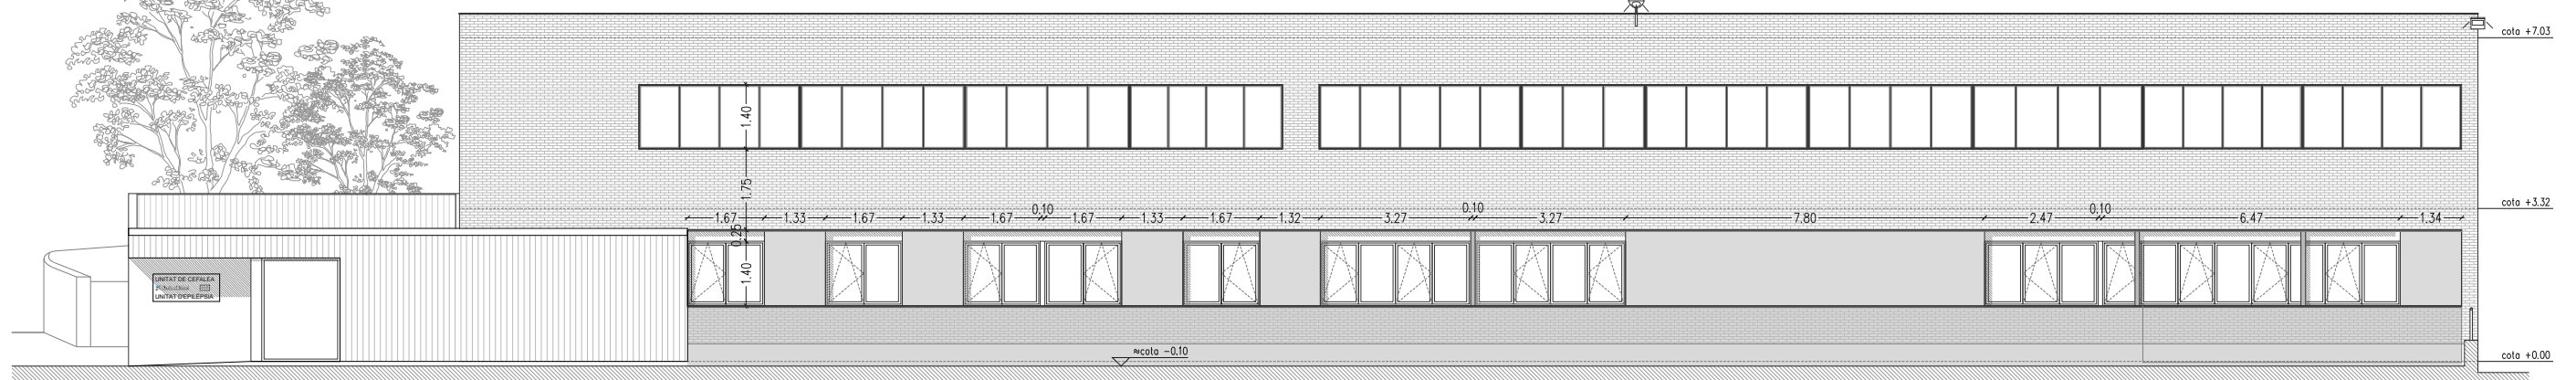 cota +7.03
1.40
1.75
cota +3.32
1.67 1.33 1.67 1.33 1.67 0.10 1.67 1.33 1.67 1.32 3.27 0.10 3.27 7.80 2.47 0.10 6.47 1.34
0.25
1.40
UNITAT DE CEFALEA
UNITAT D'EPILÈPSIA
cota -0.10
cota +0.00